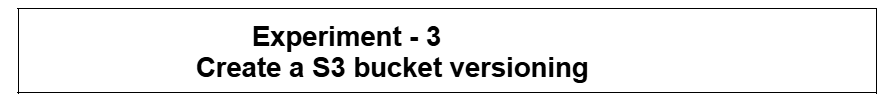 Experiment - 3
Create a S3 bucket versioning